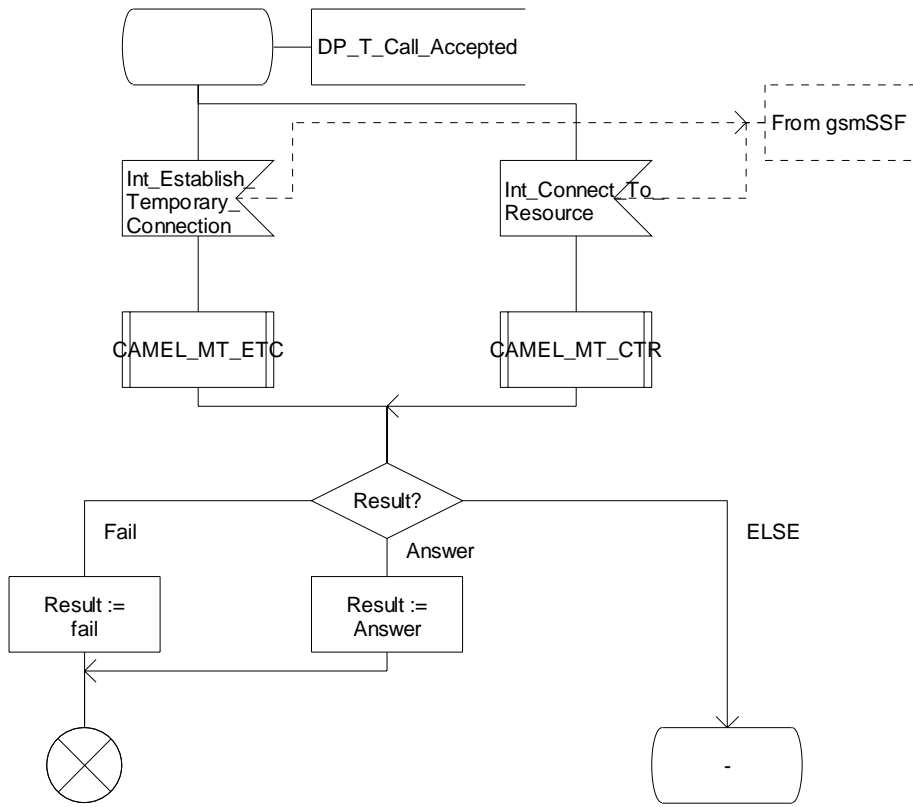 DP_T_Call_Accepted
From gsmSSF
Int_Establish_
Temporary_
Connection
Int_Connect_To_
Resource
CAMEL_MT_ETC
CAMEL_MT_CTR
Result?
Fail
Answer
ELSE
Result :=
fail
Result :=
Answer
-